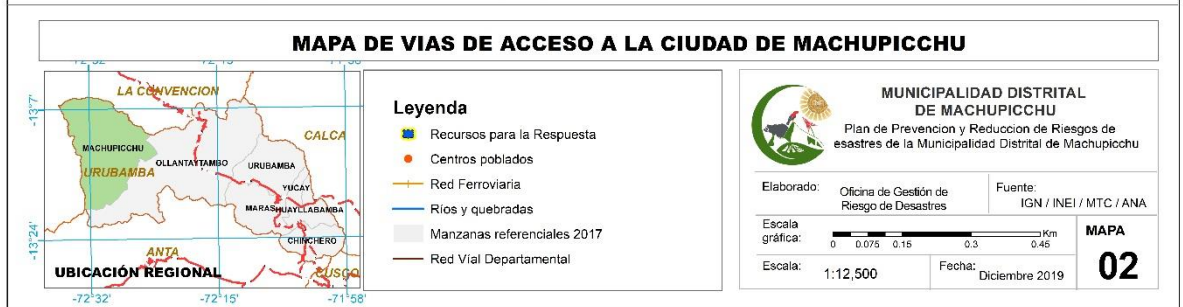 MAPA DE VIAS DE ACCESO A LA CIUDAD DE MACHUPICCHU
-72°32' -72°15' -71°58'
-13°7'
-13°24'
LA CONVENCION
CALCA
MACHUPICCHU
OLLANTAYTAMBO
URUBAMBA
URUBAMBA
YUCAY
MARAS
HUAYLLABAMBA
CHINCHERO
ANTA
CUSCO
UBICACIÓN REGIONAL
-72°32' -72°15' -71°58'
Leyenda
Recursos para la Respuesta
Centros poblados
Red Ferroviaria
Ríos y quebradas
Manzanas referenciales 2017
Red Víal Departamental
MUNICIPALIDAD DISTRITAL
DE MACHUPICCHU
Plan de Prevencion y Reduccion de Riesgos de
esastres de la Municipalidad Distrital de Machupicchu
Elaborado: Oficina de Gestión de
Riesgo de Desastres
Fuente:
IGN / INEI / MTC / ANA
Escala
gráfica:
Km
0 0.075 0.15 0.3 0.45
Escala: 1:12,500
Fecha: Diciembre 2019
MAPA
02